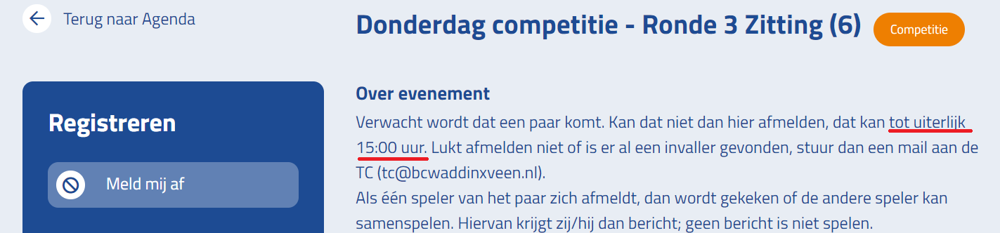 Terug naar Agenda
Donderdag competitie - Ronde 3 Zitting (6)
Competitie
Registreren
Meld mij af
Over evenement
Verwacht wordt dat een paar komt. Kan dat niet dan hier afmelden, dat kan tot uiterlijk
15:00 uur. Lukt afmelden niet of is er al een invaller gevonden, stuur dan een mail aan de
TC (tc@bcwaddinxveen.nl).
Als één speler van het paar zich afmeldt, dan wordt gekeken of de andere speler kan
samenspelen. Hiervan krijgt zij/hij dan bericht; geen bericht is niet spelen.